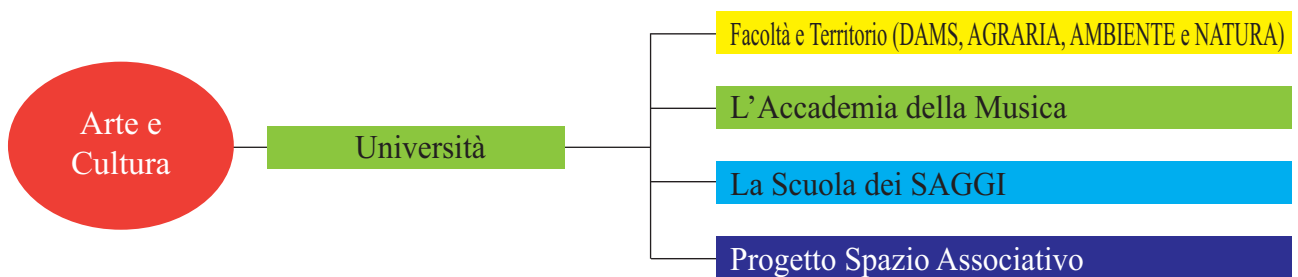 Arte e
Cultura
Università
Facoltà e Territorio (DAMS, AGRARIA, AMBIENTE e NATURA)
L’Accademia della Musica
La Scuola dei SAGGI
Progetto Spazio Associativo